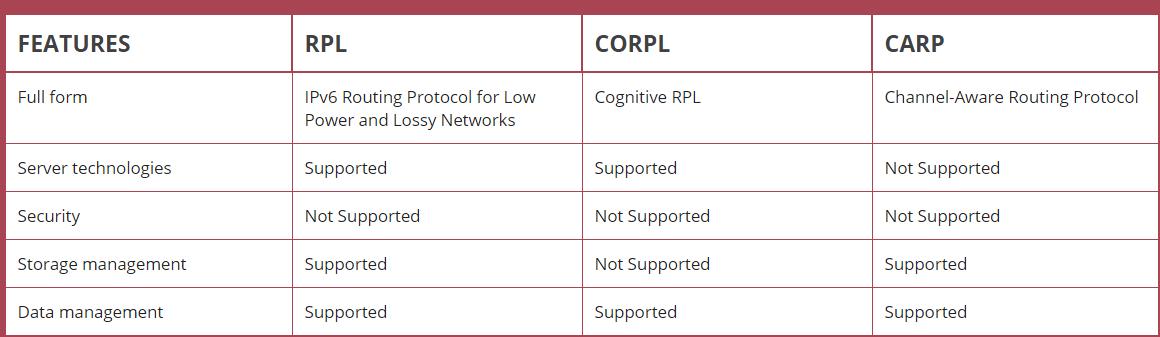 FEATURES RPL CORPL CARP
Full form IPv6 Routing Protocol for Low Cognitive RPL Channel-Aware Routing Protocol
Power and Lossy Networks
Server technologies Supported Supported Not Supported
Security Not Supported Not Supported Not Supported
Storage management Supported Not Supported Supported
Data management Supported Supported Supported